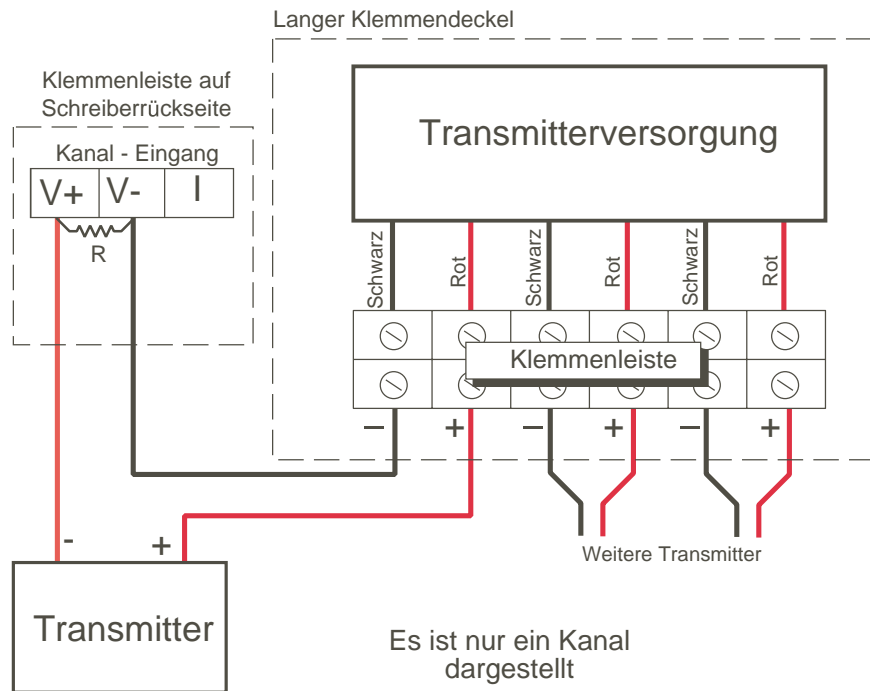 Langer Klemmendeckel
Klemmenleiste auf
Schreiberrückseite
Kanal - Eingang
V+ V- I
R
Transmitterversorgung
Schwarz Rot Schwarz Rot Schwarz Rot
Klemmenleiste
– + – + – +
Weitere Transmitter
- +
Transmitter
Es ist nur ein Kanal
dargestellt